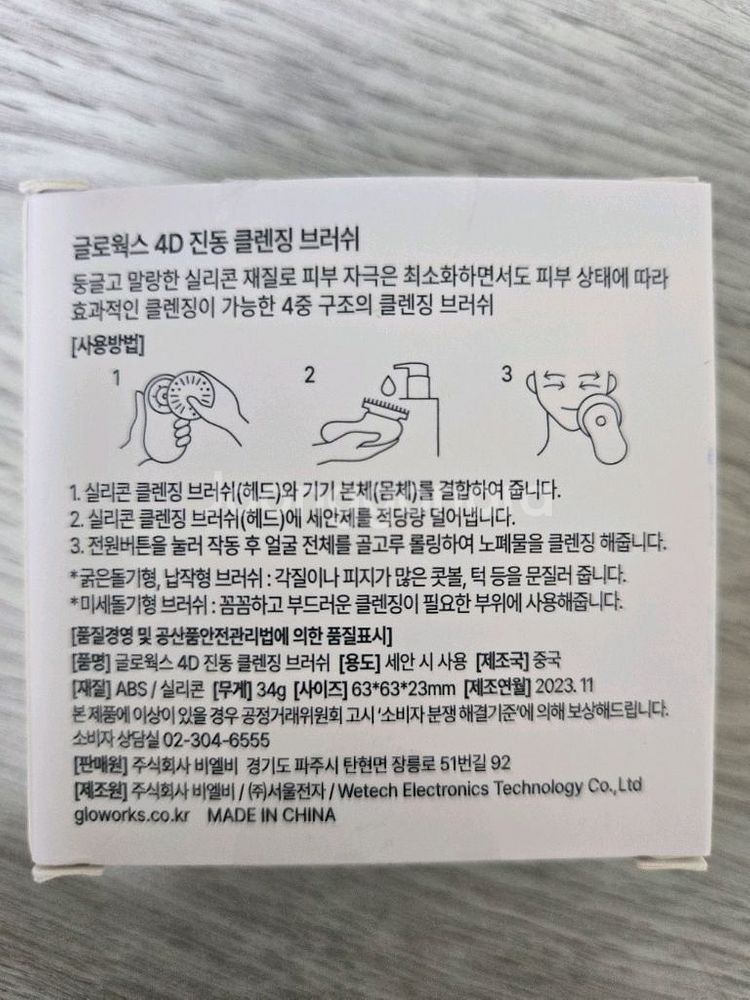 글로웍스 4D 진동 클렌징 브러쉬
둥글고 말랑한 실리콘 재질로 피부 자극은 최소화하면서도 피부 상태에 따라
효과적인 클렌징이 가능한 4중 구조의 클렌징 브러쉬
[사용방법]
1 2 3
1. 실리콘 클렌징 브러쉬(헤드)와 기기 본체(몸체)를 결합하여 줍니다.
2. 실리콘 클렌징 브러쉬(헤드)에 세안제를 적당량 덜어냅니다.
3. 전원버튼을 눌러 작동 후 얼굴 전체를 골고루 롤링하여 노폐물을 클렌징 해줍니다.
*굵은돌기형, 납작형 브러쉬 : 각질이나 피지가 많은 콧볼, 턱 등을 문질러 줍니다.
*미세돌기형 브러쉬 : 꼼꼼하고 부드러운 클렌징이 필요한 부위에 사용해줍니다.
[품질경영 및 공산품안전관리법에 의한 품질표시]
[품명] 글로웍스 4D 진동 클렌징 브러쉬 [용도] 세안 시 사용 [제조국] 중국
[재질] ABS / 실리콘 [무게] 34g [사이즈] 63*63*23mm [제조연월] 2023. 11
본 제품에 이상이 있을 경우 공정거래위원회 고시 '소비자 분쟁 해결기준'에 의해 보상해드립니다.
소비자 상담실 02-304-6555
[판매원] 주식회사 비엘비 경기도 파주시 탄현면 장릉로 51번길 92
[제조원] 주식회사 비엘비 / (주)서울전자 / Wetech Electronics Technology Co.,Ltd
gloworks.co.kr MADE IN CHINA